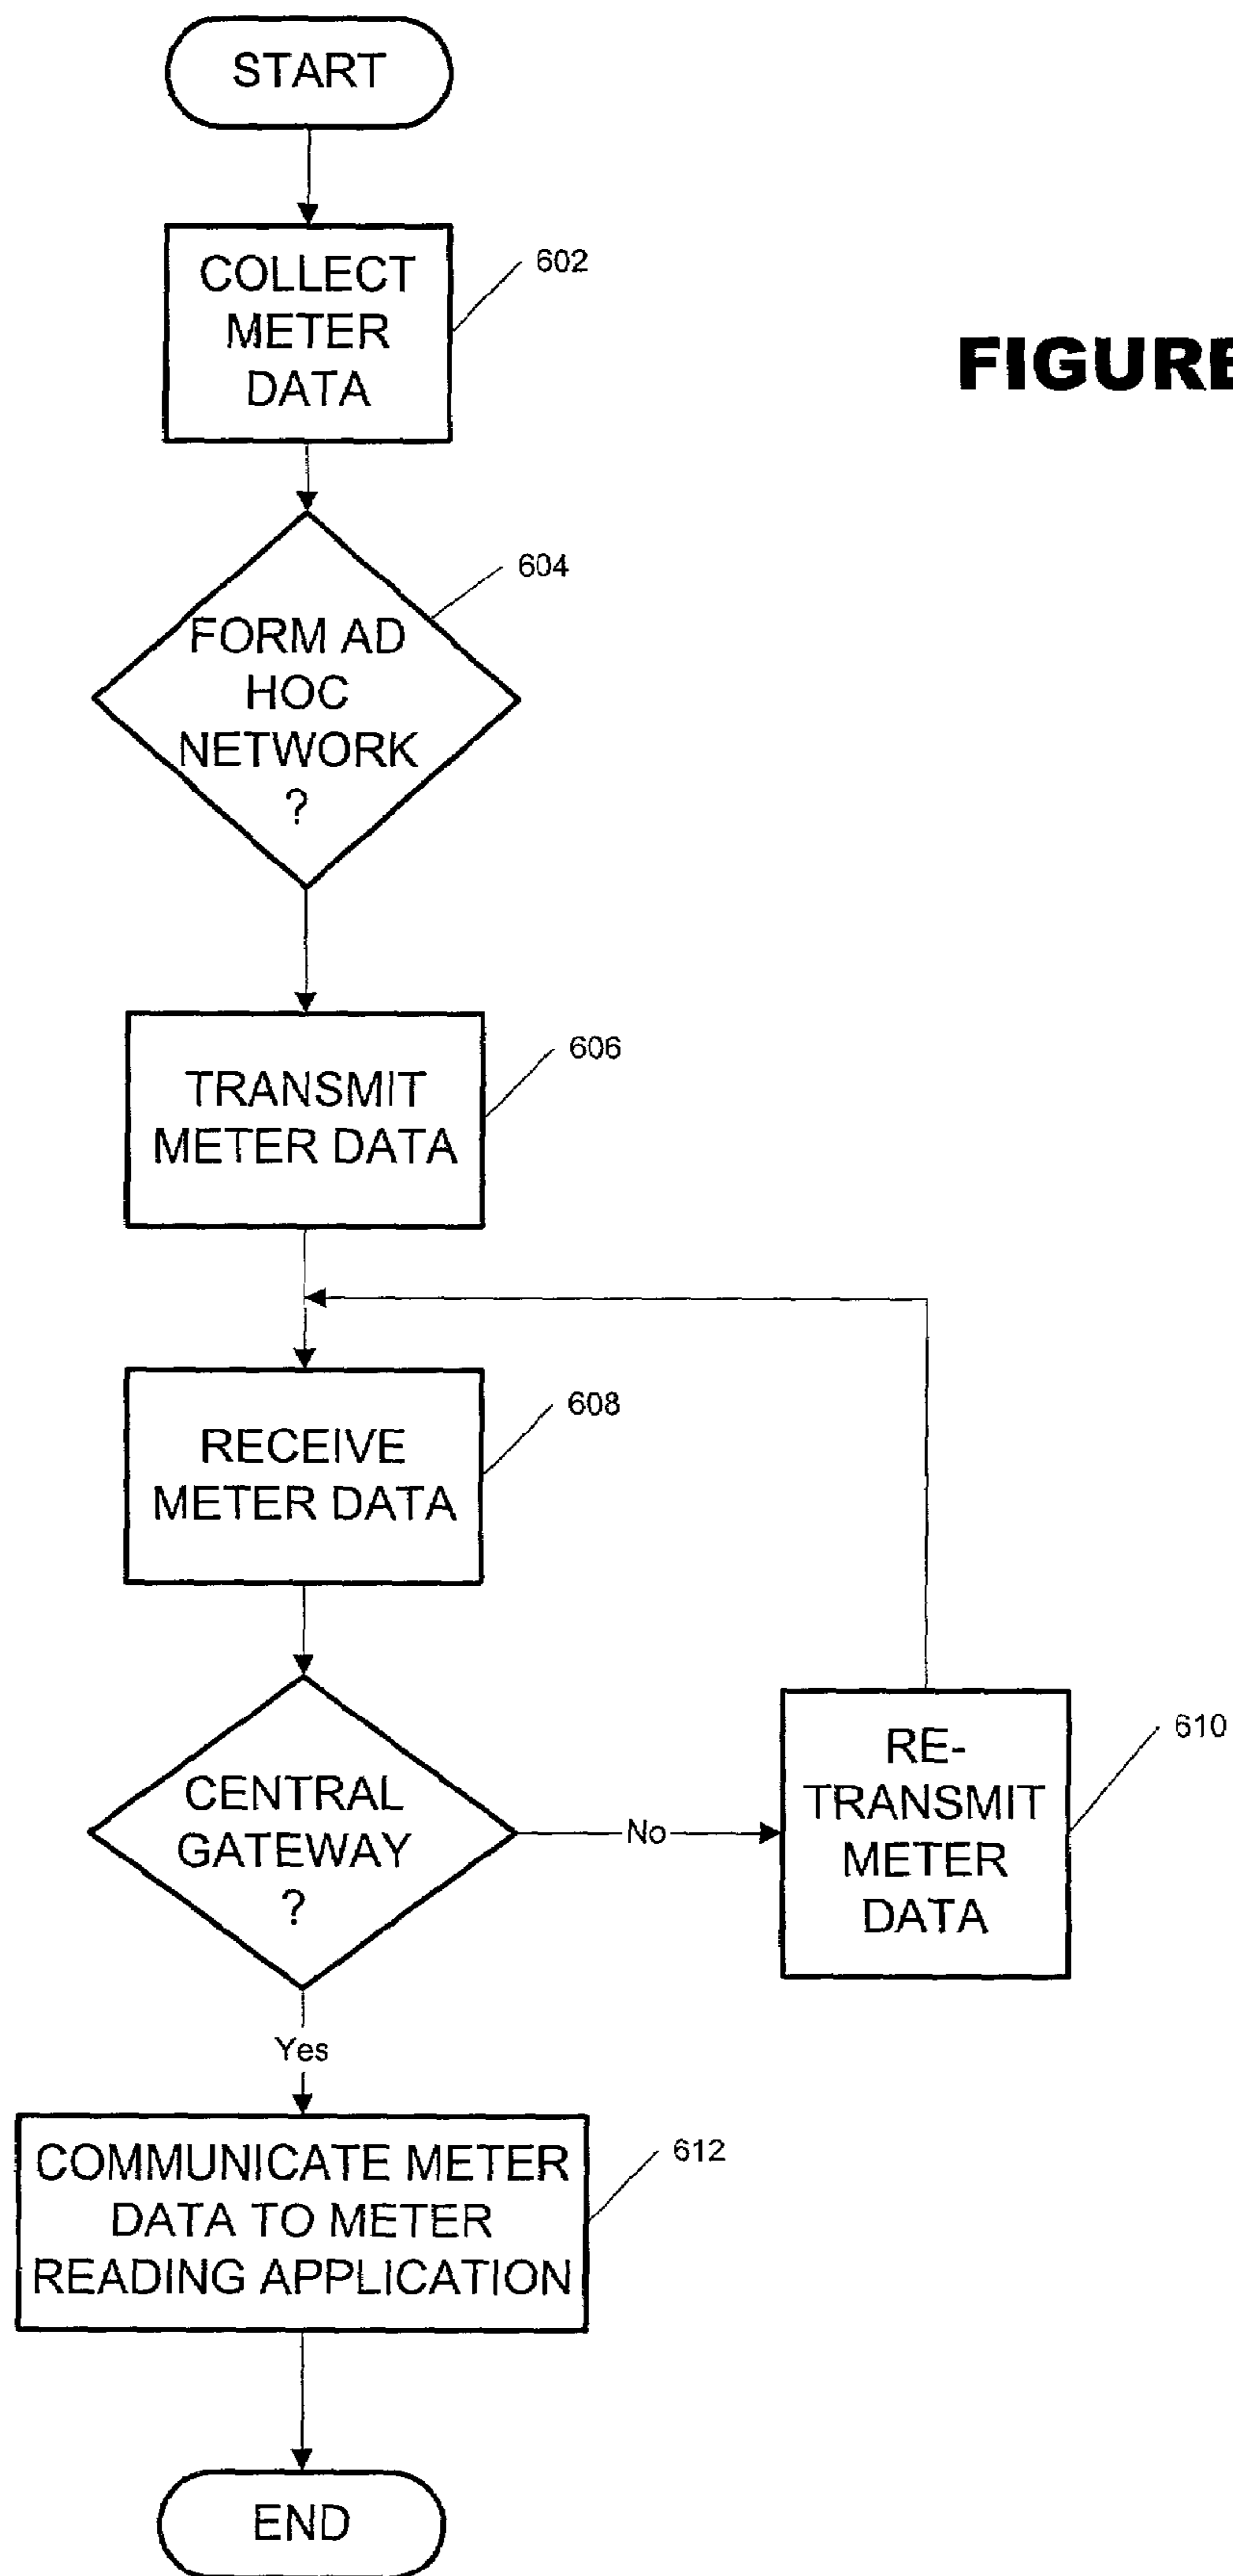 START
COLLECT
METER
DATA
602
FIGURE
FORM AD
HOC
NETWORK
?
604
TRANSMIT
METER DATA
606
RECEIVE
METER DATA
608
CENTRAL
GATEWAY
?
No
RE-
TRANSMIT
METER
DATA
610
Yes
COMMUNICATE METER
DATA TO METER
READING APPLICATION
612
END